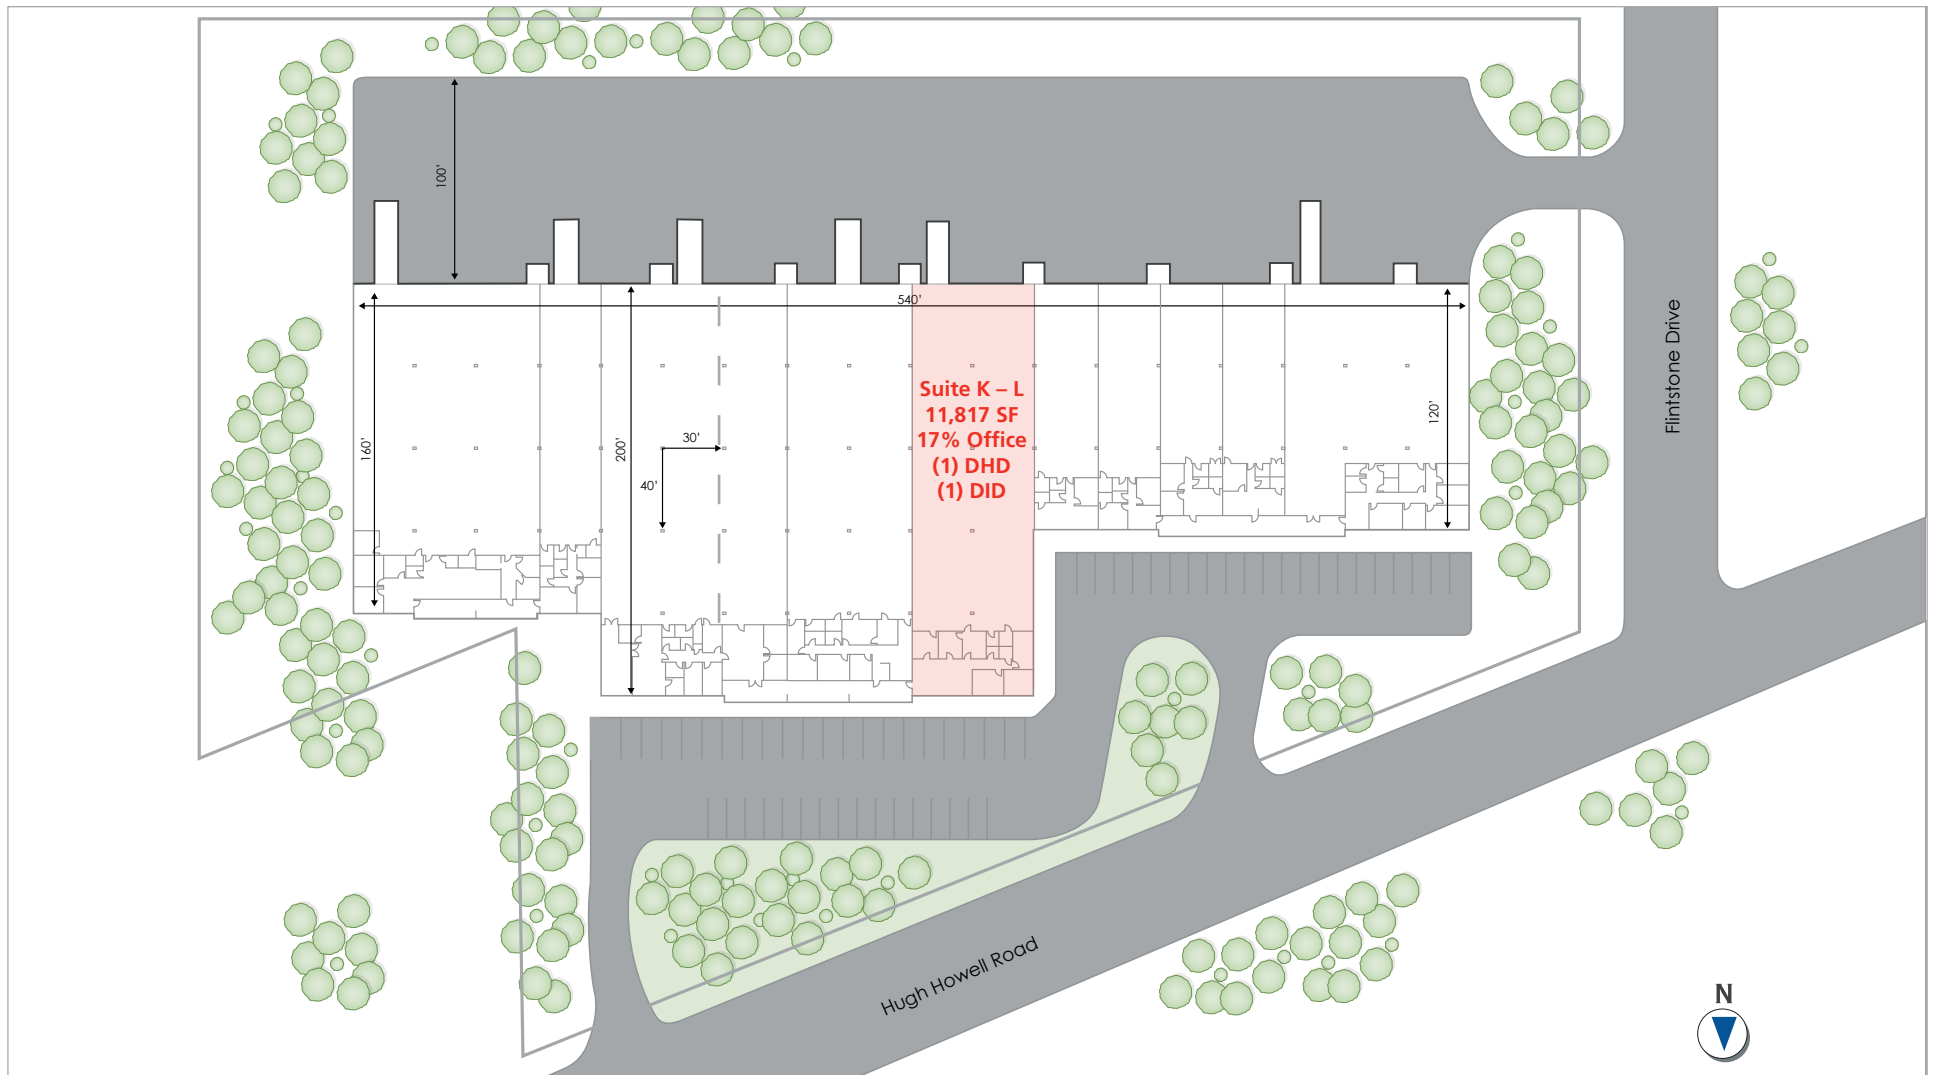 100'
540'
160'
200'
30'
40'
Suite K – L
11,817 SF
17% Office
(1) DHD
(1) DID
120'
Flintstone Drive
Hugh Howell Road
N